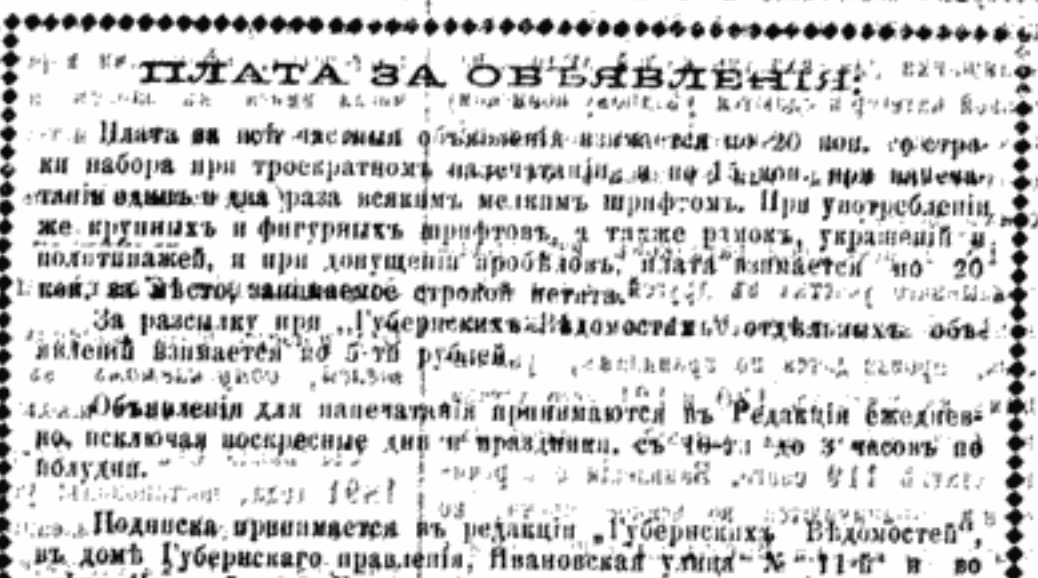 ПЛАТА ЗА ОБЪЯВЛЕНІЯ:
Плата за всѣ частныя объявленія взимается по 20 коп. со стро-
ки набора при троекратномъ напечатаніи и по 15 коп. при напеча-
таніи одинъ и два раза всякимъ мелкимъ шрифтомъ. При употребленіи
же крупныхъ и фигурныхъ шрифтовъ, а также рамокъ, украшеній и
политипажей, и при допущеніи пробѣловъ, плата взимается по 20
коп. за мѣсто, занимаемое строкой петита.
За разсылку при „Губернскихъ Вѣдомостяхъ“ отдѣльныхъ объ-
явленій взимается по 5-ти рублей.
Объявленія для напечатанія принимаются въ Редакціи ежеднев-
но, исключая воскресные дни и праздники, съ 10-ти до 3 часовъ по
полудни.
Подписка принимается въ редакціи „Губернскихъ Вѣдомостей“,
въ домѣ Губернскаго правленія, Ивановская улица № 11-й и во